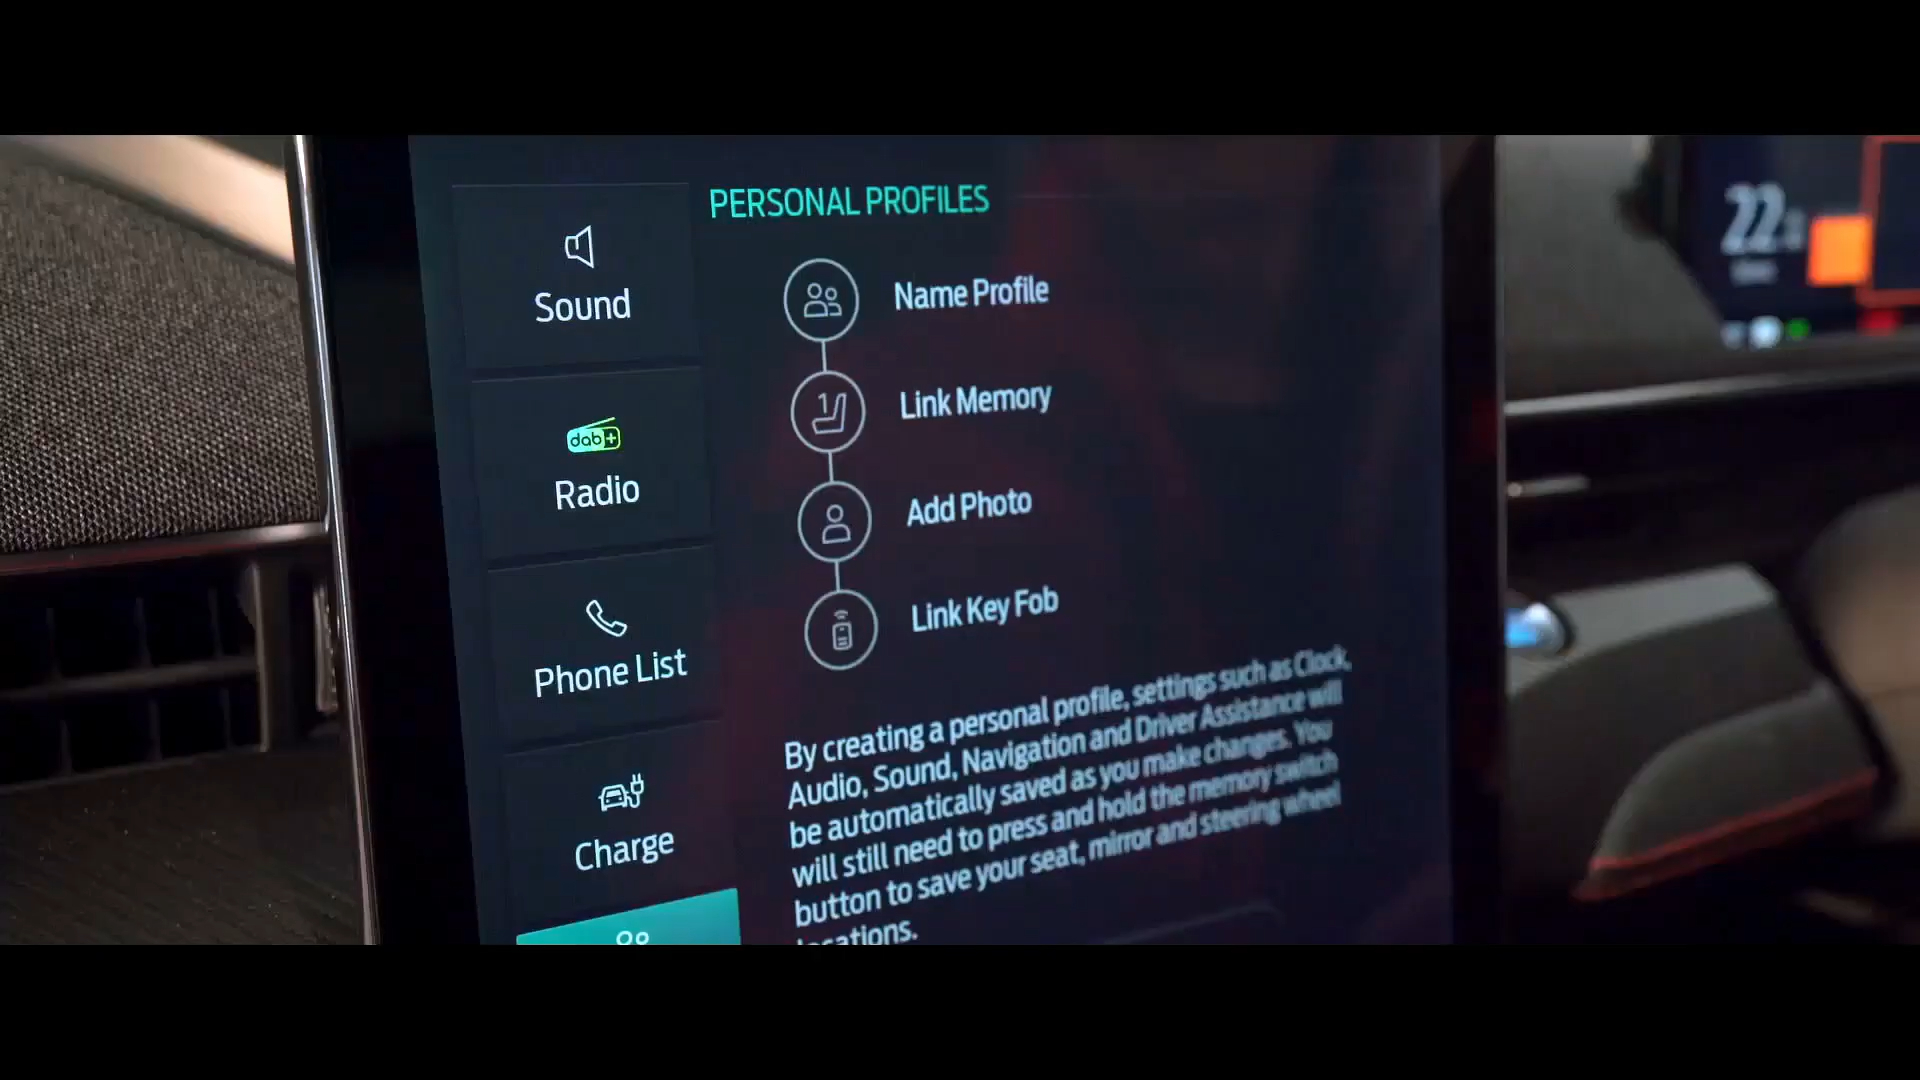 PERSONAL PROFILES
Sound
Name Profile
Link Memory
dab+
Radio
Add Photo
Link Key Fob
Phone List
By creating a personal profile, settings such as Clock,
Audio, Sound, Navigation and Driver Assistance will
be automatically saved as you make changes. You
will still need to press and hold the memory switch
button to save your seat, mirror and steering wheel
locations.
Charge
22